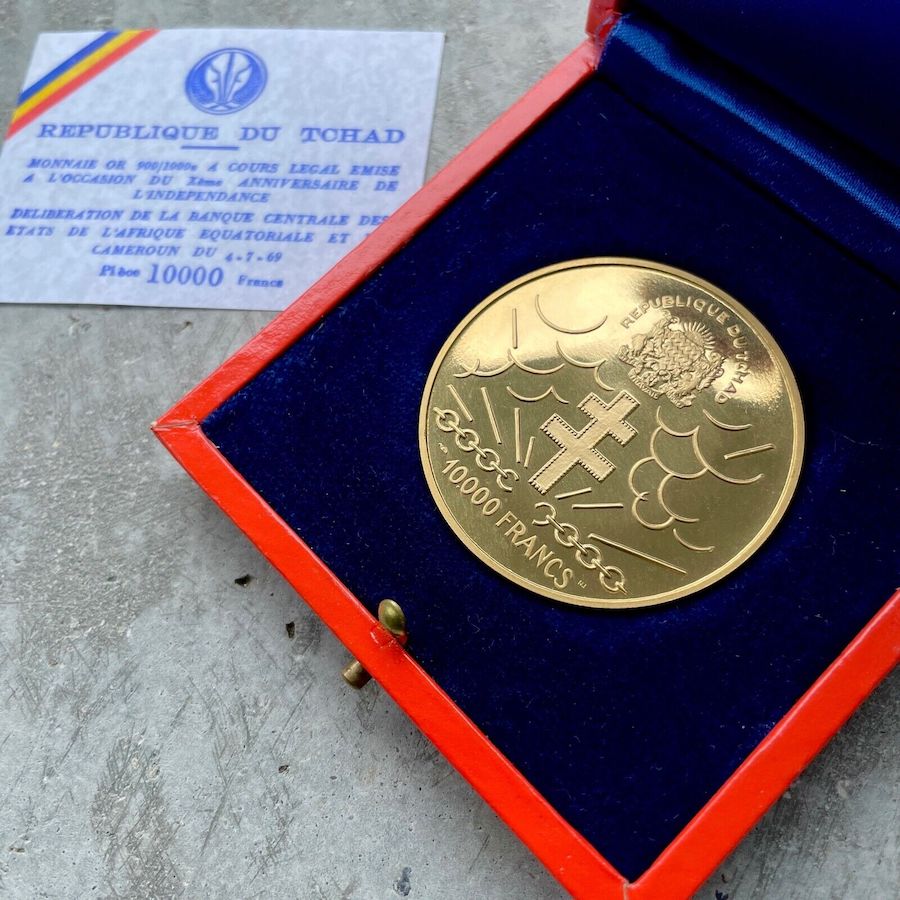 REPUBLIQUE DU TCHAD
MONNAIE OR 900/1000e A COURS LEGAL EMISE
A L'OCCASION DU Xème ANNIVERSAIRE DE
L'INDEPENDANCE
DELIBERATION DE LA BANQUE CENTRALE DES
ETATS DE L'AFRIQUE EQUATORIALE ET
CAMEROUN DU 4-7-69
Pièce 10000 Francs
REPUBLIQUE DU TCHAD
10000 FRANCS